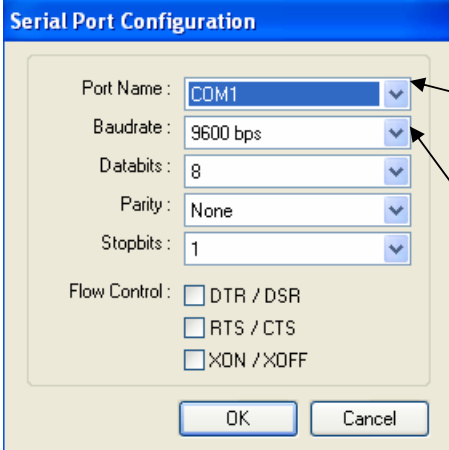 Serial Port Configuration
Port Name : COM1
Baudrate : 9600 bps
Databits : 8
Parity : None
Stopbits : 1
Flow Control : DTR / DSR
RTS / CTS
XON / XOFF
OK Cancel